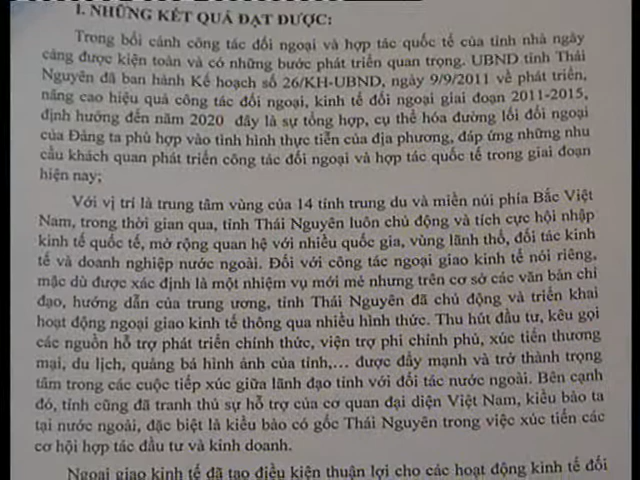 I. NHỮNG KẾT QUẢ ĐẠT ĐƯỢC:
Trong bối cảnh công tác đối ngoại và hợp tác quốc tế của tỉnh nhà ngày
càng được kiện toàn và có những bước phát triển quan trọng. UBND tỉnh Thái
Nguyên đã ban hành Kế hoạch số 26/KH-UBND, ngày 9/9/2011 về phát triển,
nâng cao hiệu quả công tác đối ngoại, kinh tế đối ngoại giai đoạn 2011-2015,
định hướng đến năm 2020 đây là sự tổng hợp, cụ thể hóa đường lối đối ngoại
của Đảng ta phù hợp vào tình hình thực tiễn của địa phương, đáp ứng những nhu
cầu khách quan phát triển công tác đối ngoại và hợp tác quốc tế trong giai đoạn
hiện nay;
Với vị trí là trung tâm vùng của 14 tỉnh trung du và miền núi phía Bắc Việt
Nam, trong thời gian qua, tỉnh Thái Nguyên luôn chủ động và tích cực hội nhập
kinh tế quốc tế, mở rộng quan hệ với nhiều quốc gia, vùng lãnh thổ, đối tác kinh
tế và doanh nghiệp nước ngoài. Đối với công tác ngoại giao kinh tế nói riêng,
mặc dù được xác định là một nhiệm vụ mới mẻ nhưng trên cơ sở các văn bản chỉ
đạo, hướng dẫn của trung ương, tỉnh Thái Nguyên đã chủ động và triển khai
hoạt động ngoại giao kinh tế thông qua nhiều hình thức. Thu hút đầu tư, kêu gọi
các nguồn hỗ trợ phát triển chính thức, viện trợ phi chính phủ, xúc tiến thương
mại, du lịch, quảng bá hình ảnh của tỉnh,... được đẩy mạnh và trở thành trọng
tâm trong các cuộc tiếp xúc giữa lãnh đạo tỉnh với đối tác nước ngoài. Bên cạnh
đó, tỉnh cũng đã tranh thủ sự hỗ trợ của cơ quan đại diện Việt Nam, kiều bào ta
tại nước ngoài, đặc biệt là kiều bào có gốc Thái Nguyên trong việc xúc tiến các
cơ hội hợp tác đầu tư và kinh doanh.
Ngoại giao kinh tế đã tạo điều kiện thuận lợi cho các hoạt động kinh tế đối